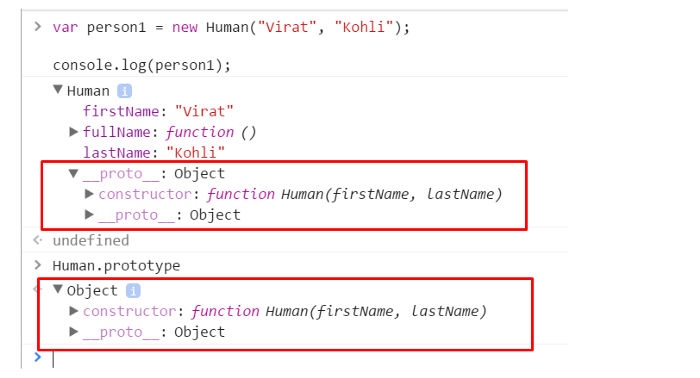 var person1 = new Human("Virat", "Kohli");
console.log(person1);
Human i
firstName: "Virat"
fullName: function ()
lastName: "Kohli"
__proto__: Object
constructor: function Human(firstName, lastName)
__proto__: Object
undefined
Human.prototype
Object i
constructor: function Human(firstName, lastName)
__proto__: Object